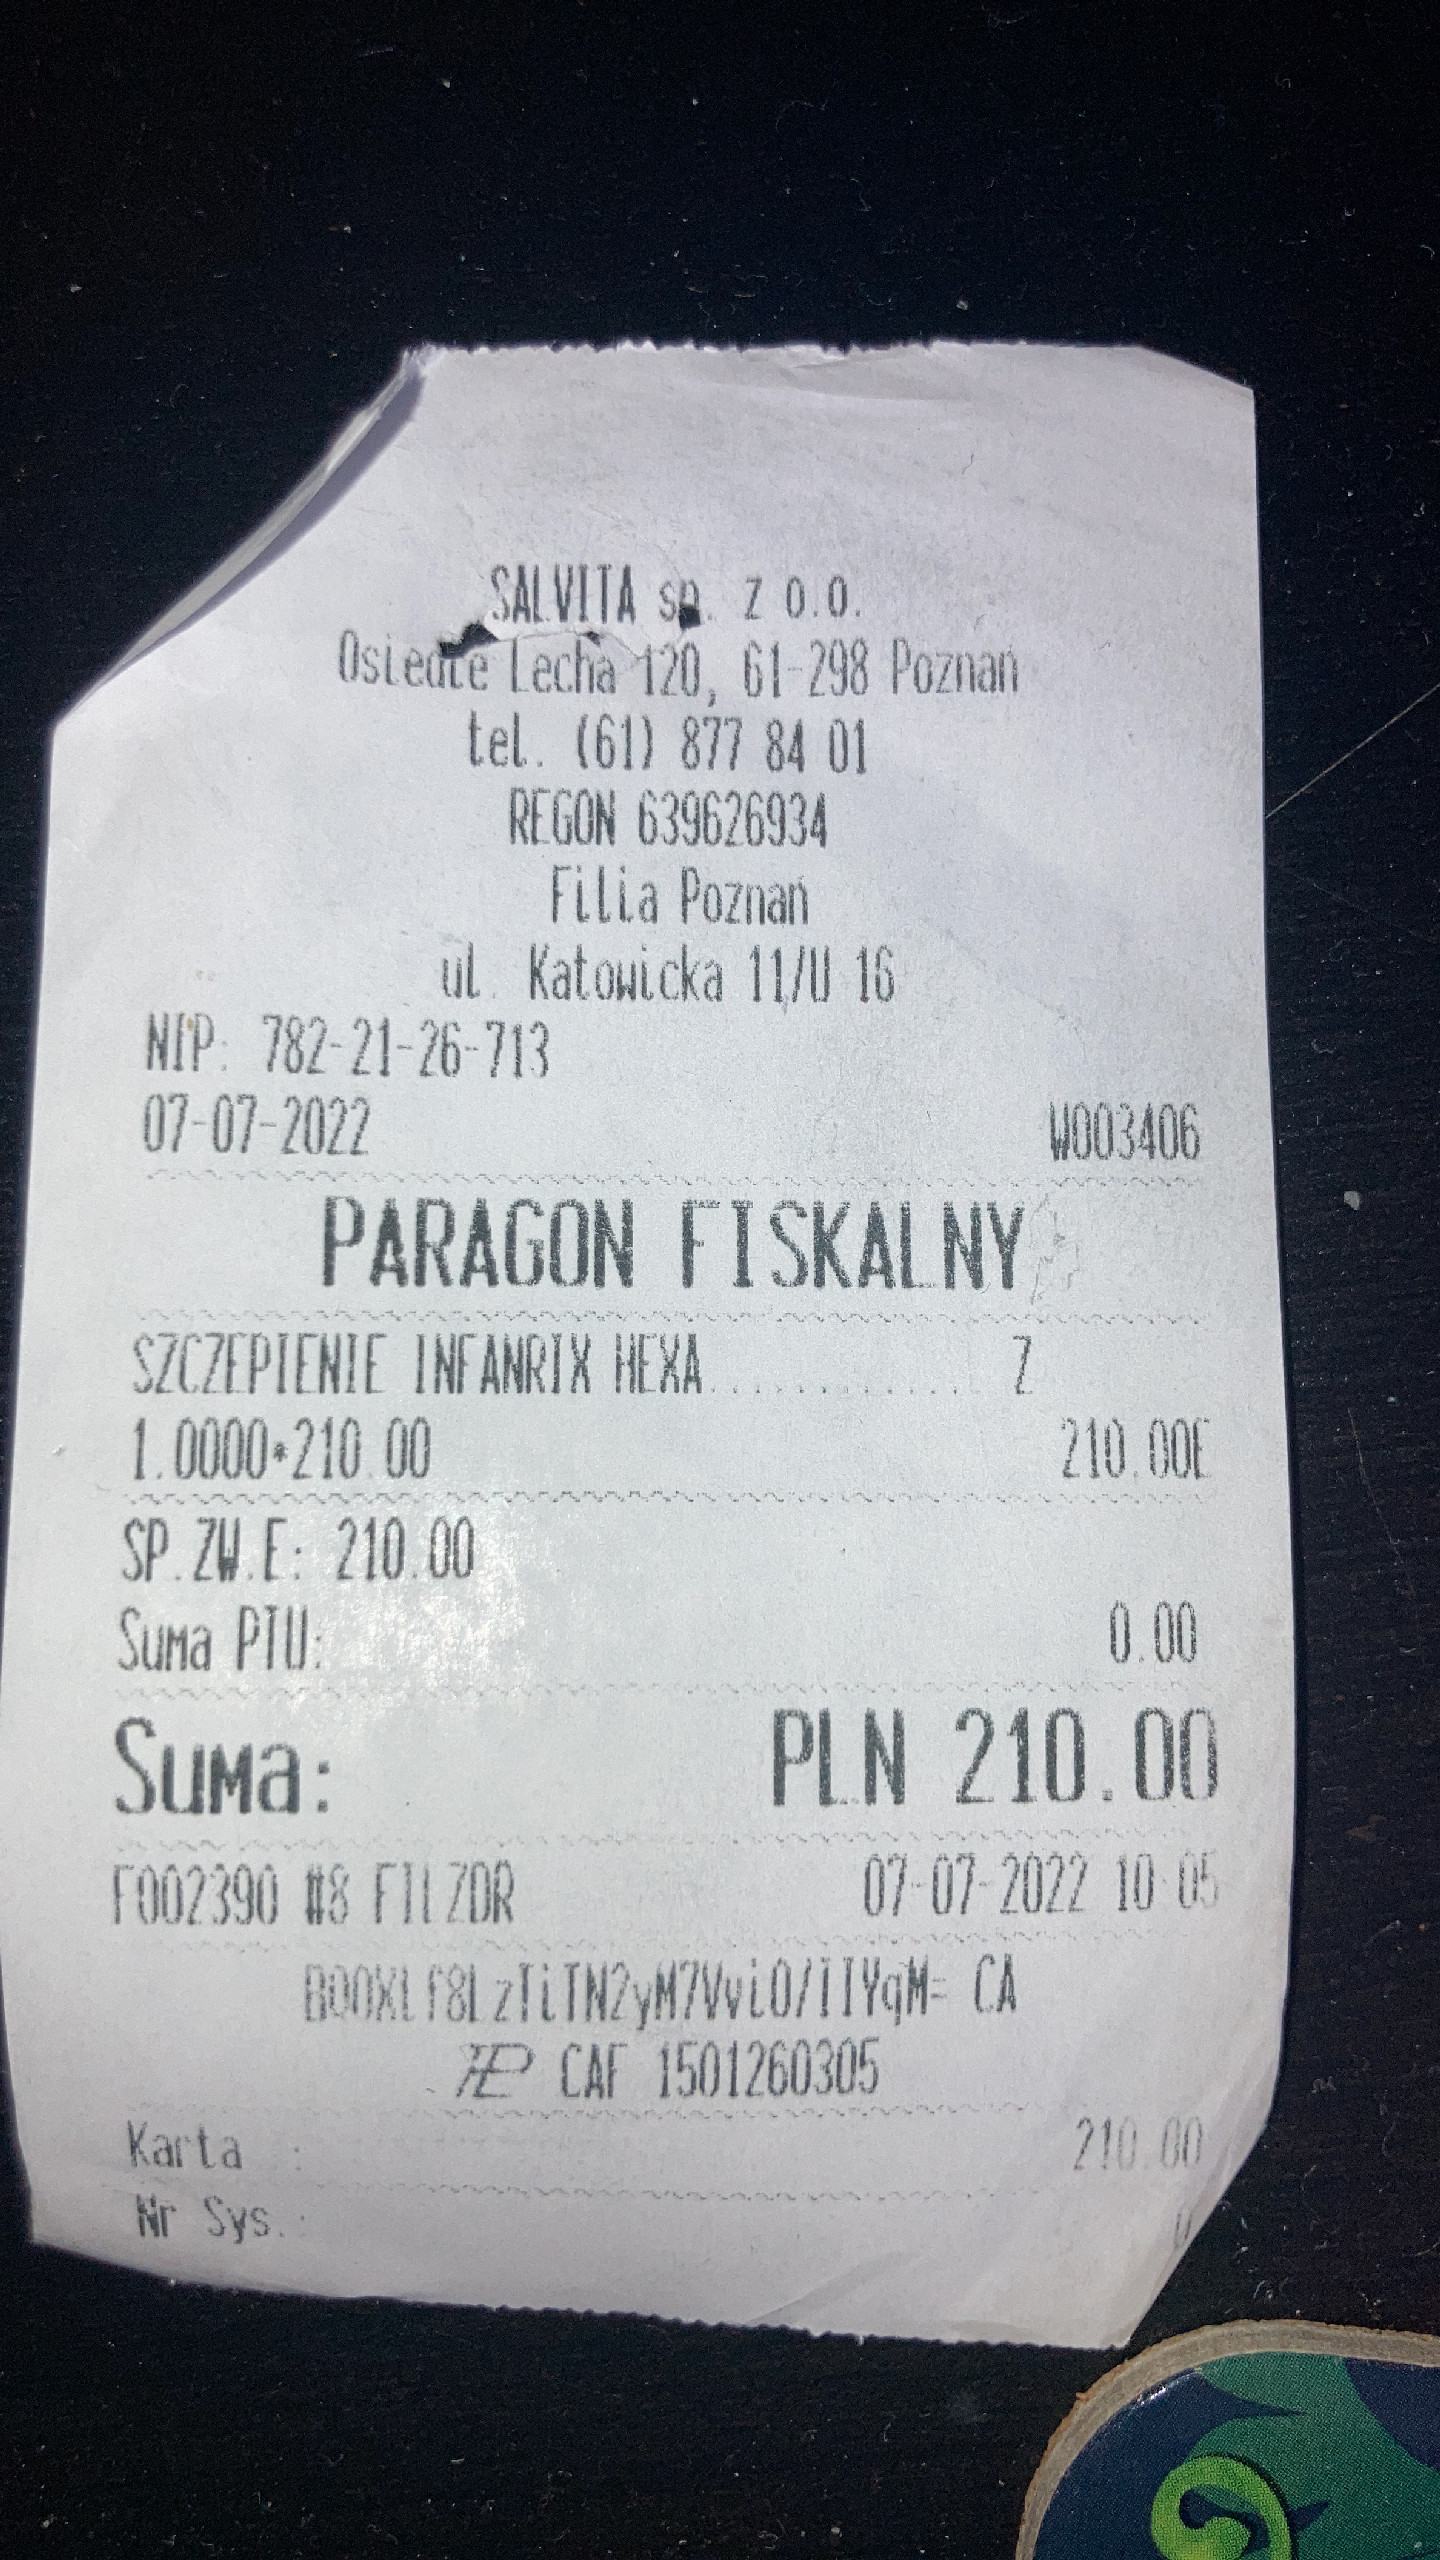 SALVITA sp. z o.o.
Osiedle Lecha 120, 61-298 Poznań
tel. (61) 877 84 01
REGON 639626934
Filia Poznań
ul. Katowicka 11/U 16
NIP: 782-21-26-713
07-07-2022 W003406
PARAGON FISKALNY
SZCZEPIENIE INFANRIX HEXA............. Z
1.0000*210.00 210.00E
SP.ZW.E: 210.00
Suma PTU: 0.00
Suma: PLN 210.00
F002390 #8 FILZDR 07-07-2022 10:05
CA
CAF 1501260305
Karta : 210.00
Nr Sys.: